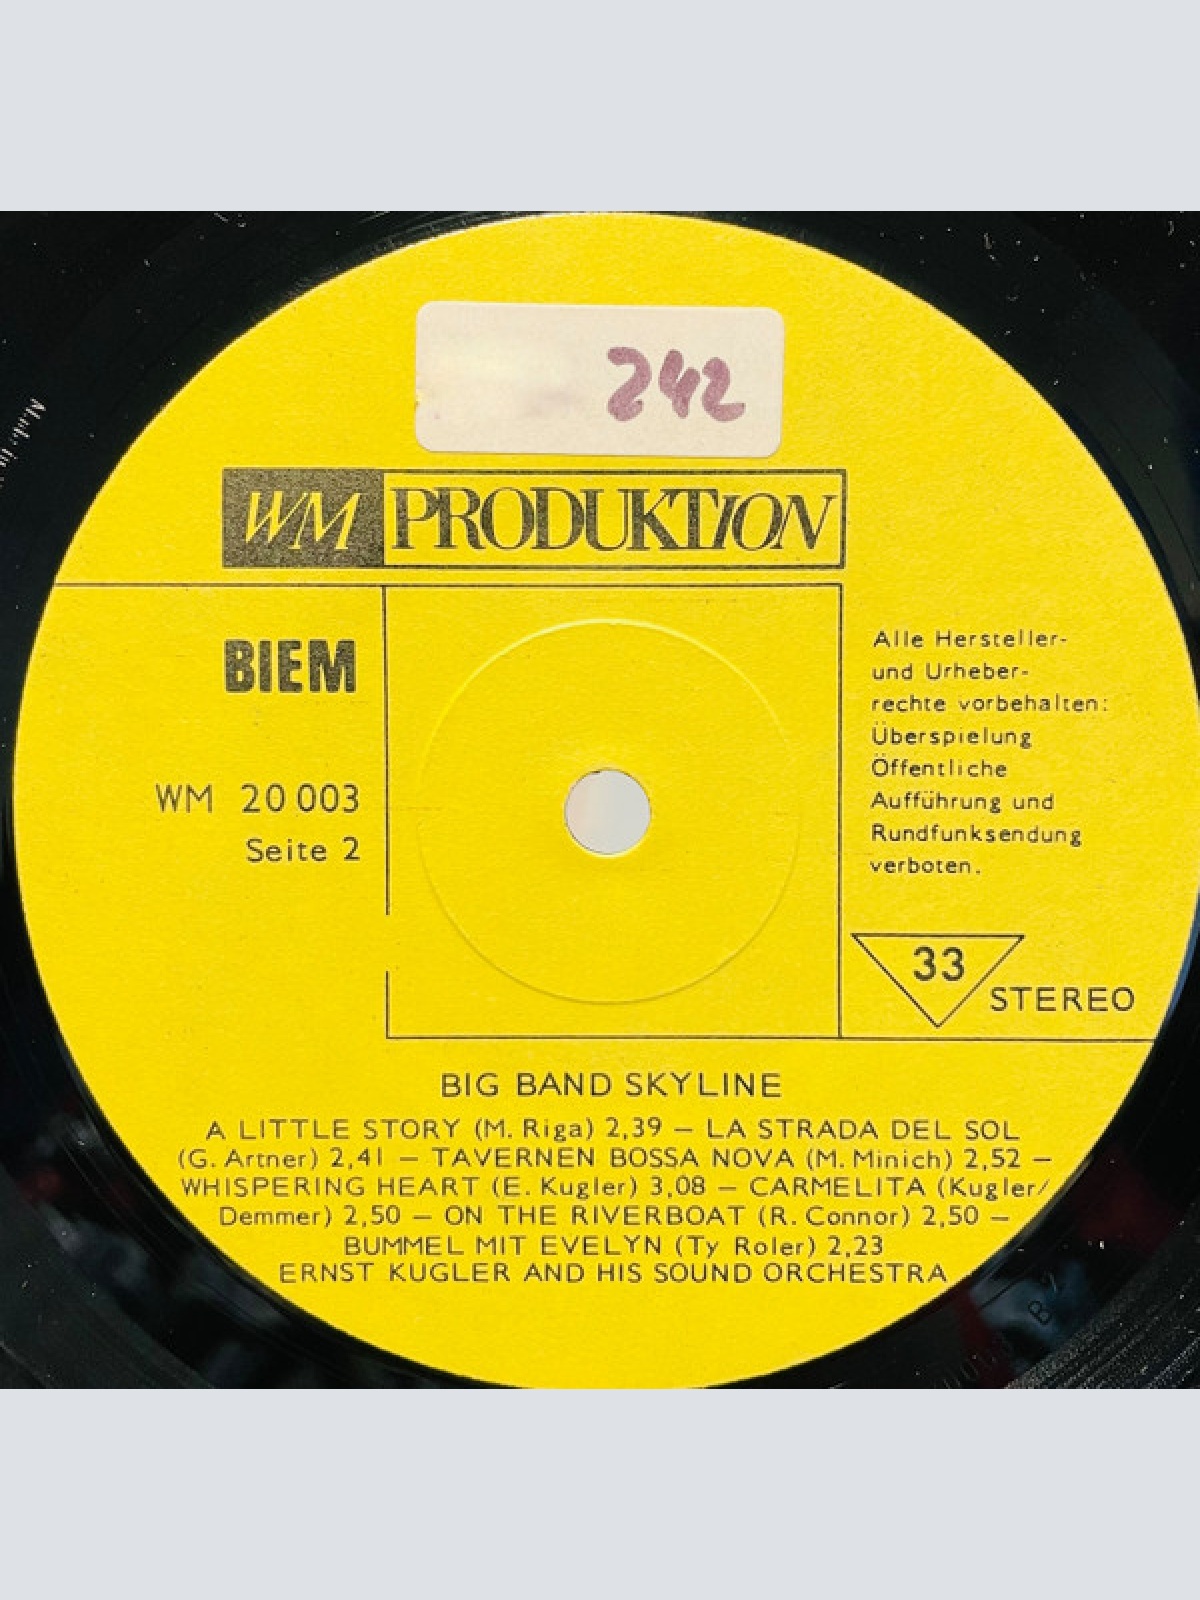 242
WM PRODUKTION
BIEM
WM 20 003
Seite 2
Alle Hersteller-
und Urheber-
rechte vorbehalten:
Überspielung
Öffentliche
Aufführung und
Rundfunksendung
verboten.
33
STEREO
BIG BAND SKYLINE
A LITTLE STORY (M. Riga) 2,39 – LA STRADA DEL SOL
(G. Artner) 2,41 – TAVERNEN BOSSA NOVA (M. Minich) 2,52 –
WHISPERING HEART (E. Kugler) 3,08 – CARMELITA (Kugler/
Demmer) 2,50 – ON THE RIVERBOAT (R. Connor) 2,50 –
BUMMEL MIT EVELYN (Ty Roler) 2,23
ERNST KUGLER AND HIS SOUND ORCHESTRA